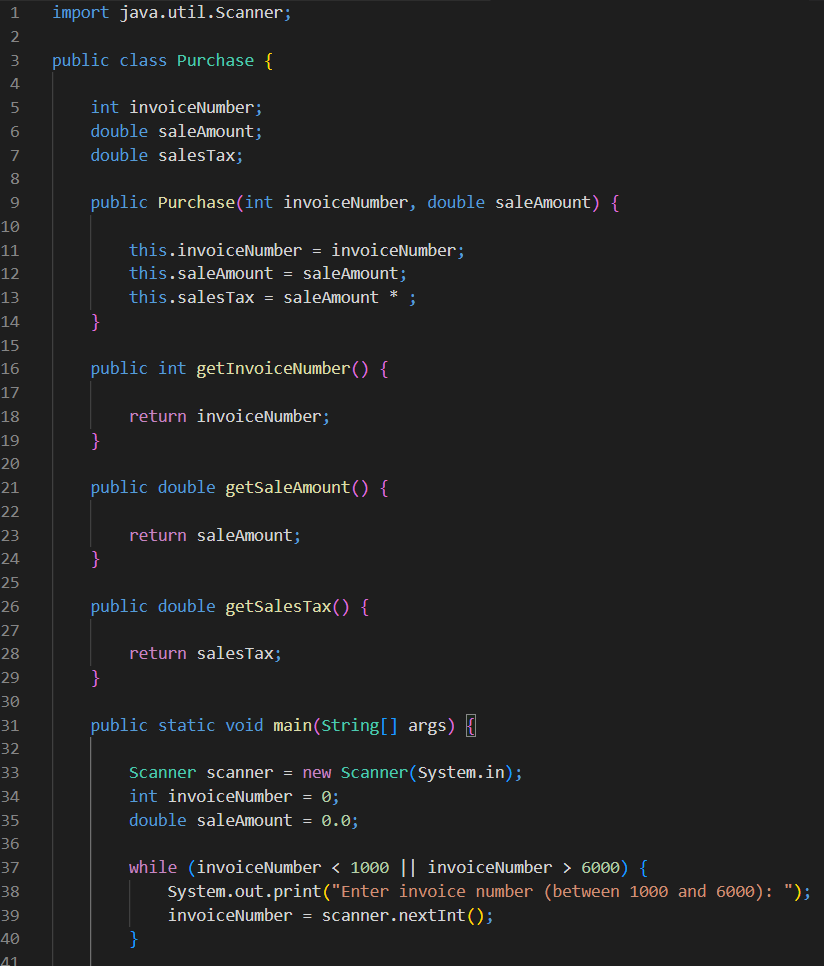 1 import java.util.Scanner;
2
3 public class Purchase {
4
5     int invoiceNumber;
6     double saleAmount;
7     double salesTax;
8
9     public Purchase(int invoiceNumber, double saleAmount) {
10
11         this.invoiceNumber = invoiceNumber;
12         this.saleAmount = saleAmount;
13         this.salesTax = saleAmount * ;
14     }
15
16     public int getInvoiceNumber() {
17
18         return invoiceNumber;
19     }
20
21     public double getSaleAmount() {
22
23         return saleAmount;
24     }
25
26     public double getSalesTax() {
27
28         return salesTax;
29     }
30
31     public static void main(String[] args) {
32
33         Scanner scanner = new Scanner(System.in);
34         int invoiceNumber = 0;
35         double saleAmount = 0.0;
36
37         while (invoiceNumber < 1000 || invoiceNumber > 6000) {
38             System.out.print("Enter invoice number (between 1000 and 6000): ");
39             invoiceNumber = scanner.nextInt();
40         }
41